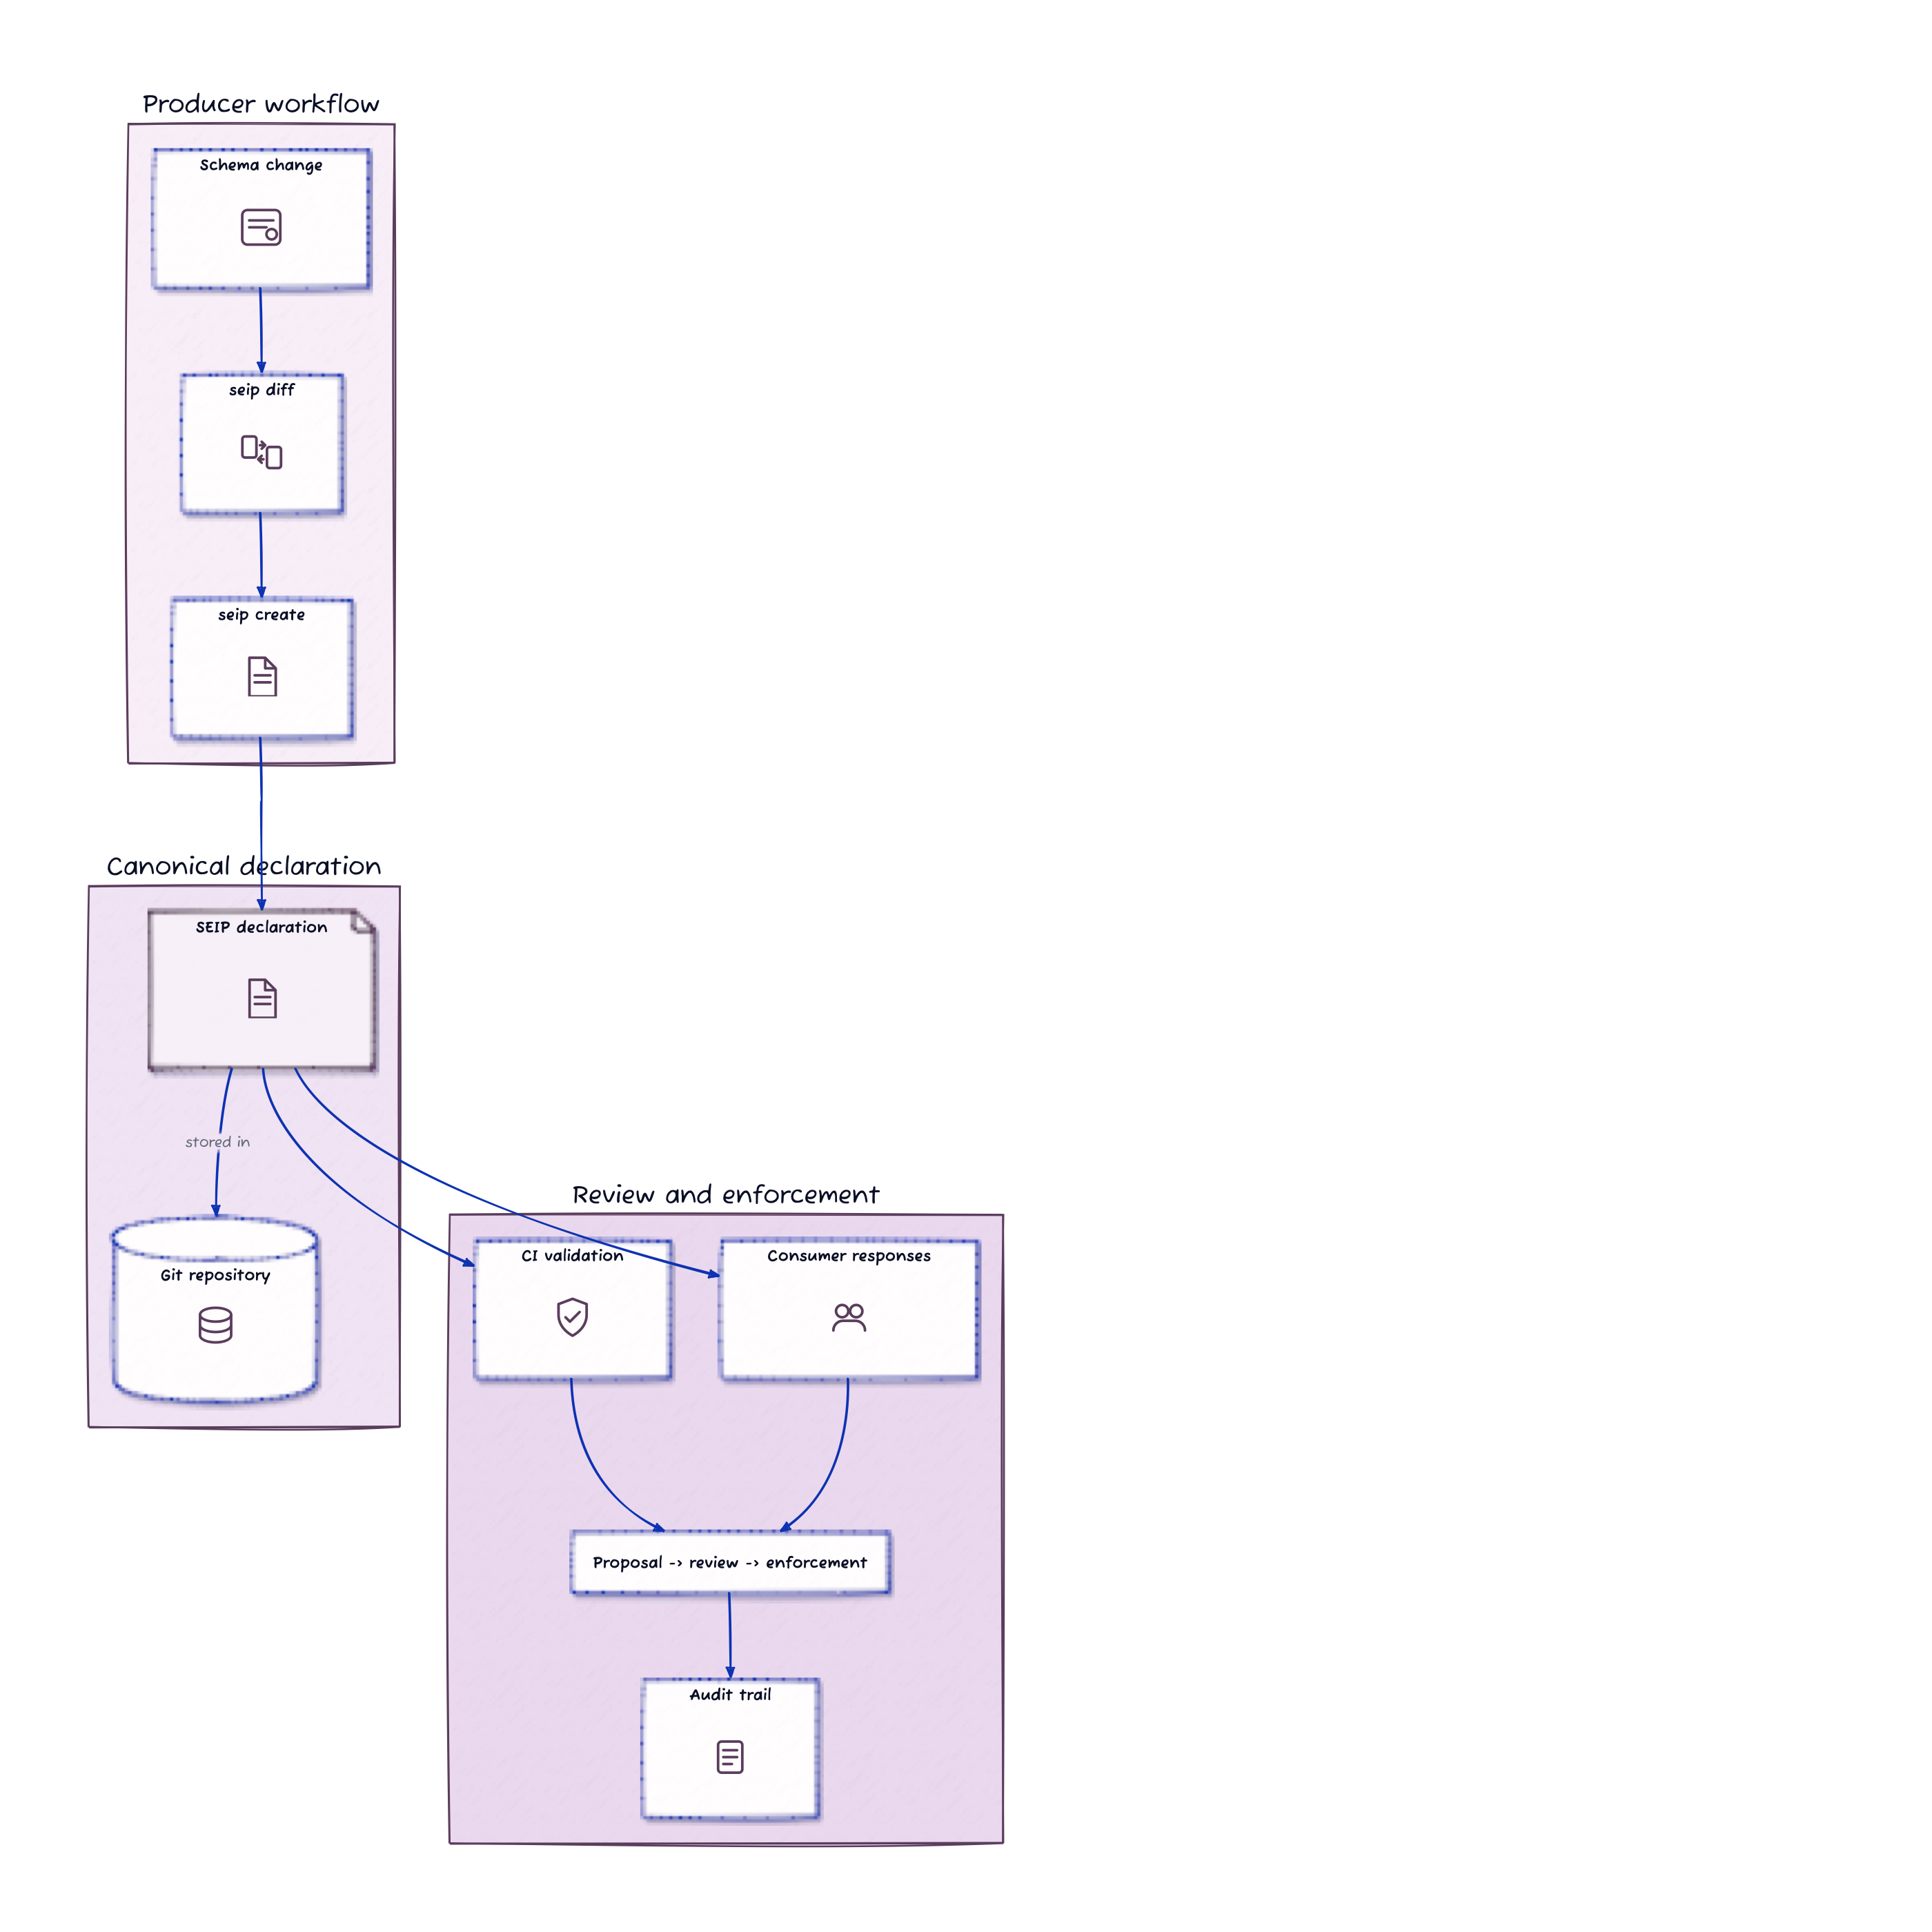 Producer workflow
Schema change
seip diff
seip create
Canonical declaration
SEIP declaration
stored in
Git repository
Review and enforcement
CI validation
Consumer responses
Proposal -> review -> enforcement
Audit trail